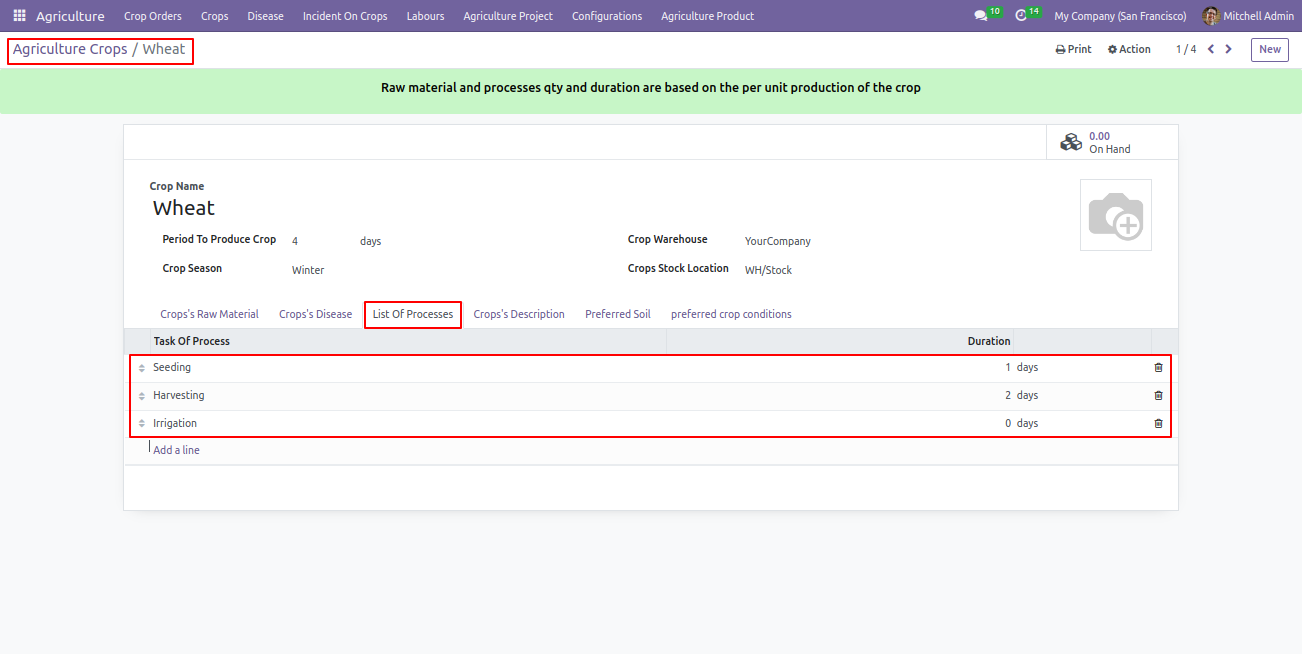 Agriculture Crop Orders Crops Disease Incident On Crops Labours Agriculture Project Configurations Agriculture Product 10 14 My Company (San Francisco) Mitchell Admin
Agriculture Crops / Wheat Print Action 1 / 4 New
Raw material and processes qty and duration are based on the per unit production of the crop
0.00
On Hand
Crop Name
Wheat
Period To Produce Crop 4 days Crop Warehouse YourCompany
Crop Season Winter Crops Stock Location WH/Stock
Crops's Raw Material Crops's Disease List Of Processes Crops's Description Preferred Soil preferred crop conditions
Task Of Process Duration
Seeding 1 days
Harvesting 2 days
Irrigation 0 days
Add a line